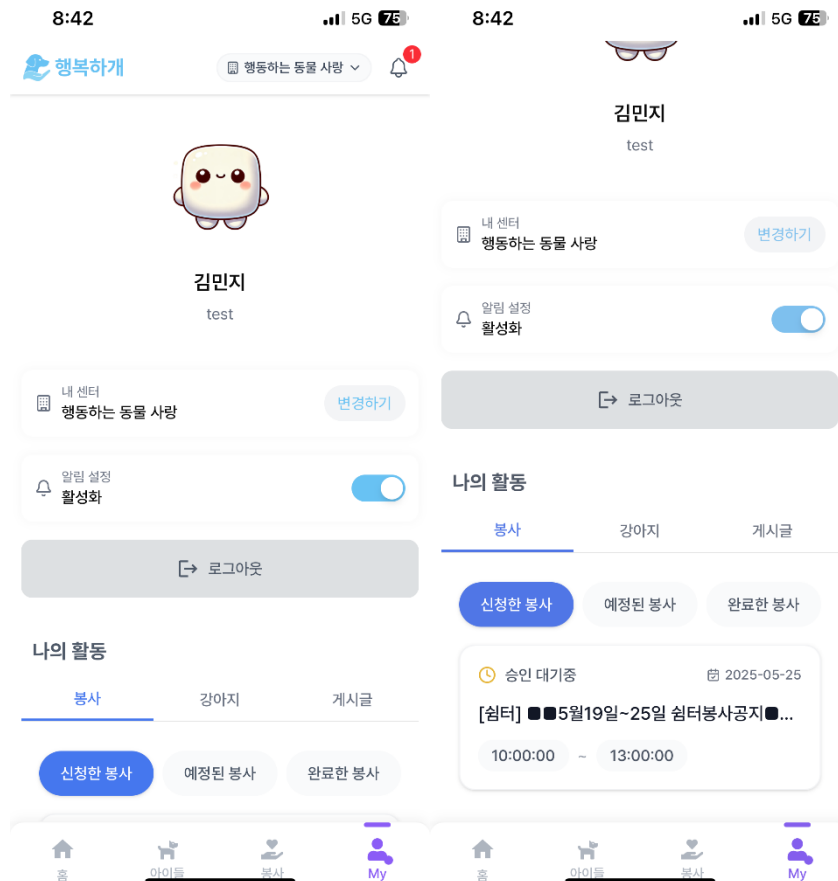 8:42
5G 75
행복하개
행동하는 동물 사랑
1
김민지
test
내 센터
행동하는 동물 사랑
변경하기
알림 설정
활성화
로그아웃
나의 활동
봉사 강아지 게시글
신청한 봉사 예정된 봉사 완료한 봉사
홈 아이들 봉사 My
8:42
5G 75
김민지
test
내 센터
행동하는 동물 사랑
변경하기
알림 설정
활성화
로그아웃
나의 활동
봉사 강아지 게시글
신청한 봉사 예정된 봉사 완료한 봉사
승인 대기중 2025-05-25
[쉼터] ■■5월19일~25일 쉼터봉사공지■...
10:00:00 ~ 13:00:00
홈 아이들 봉사 My